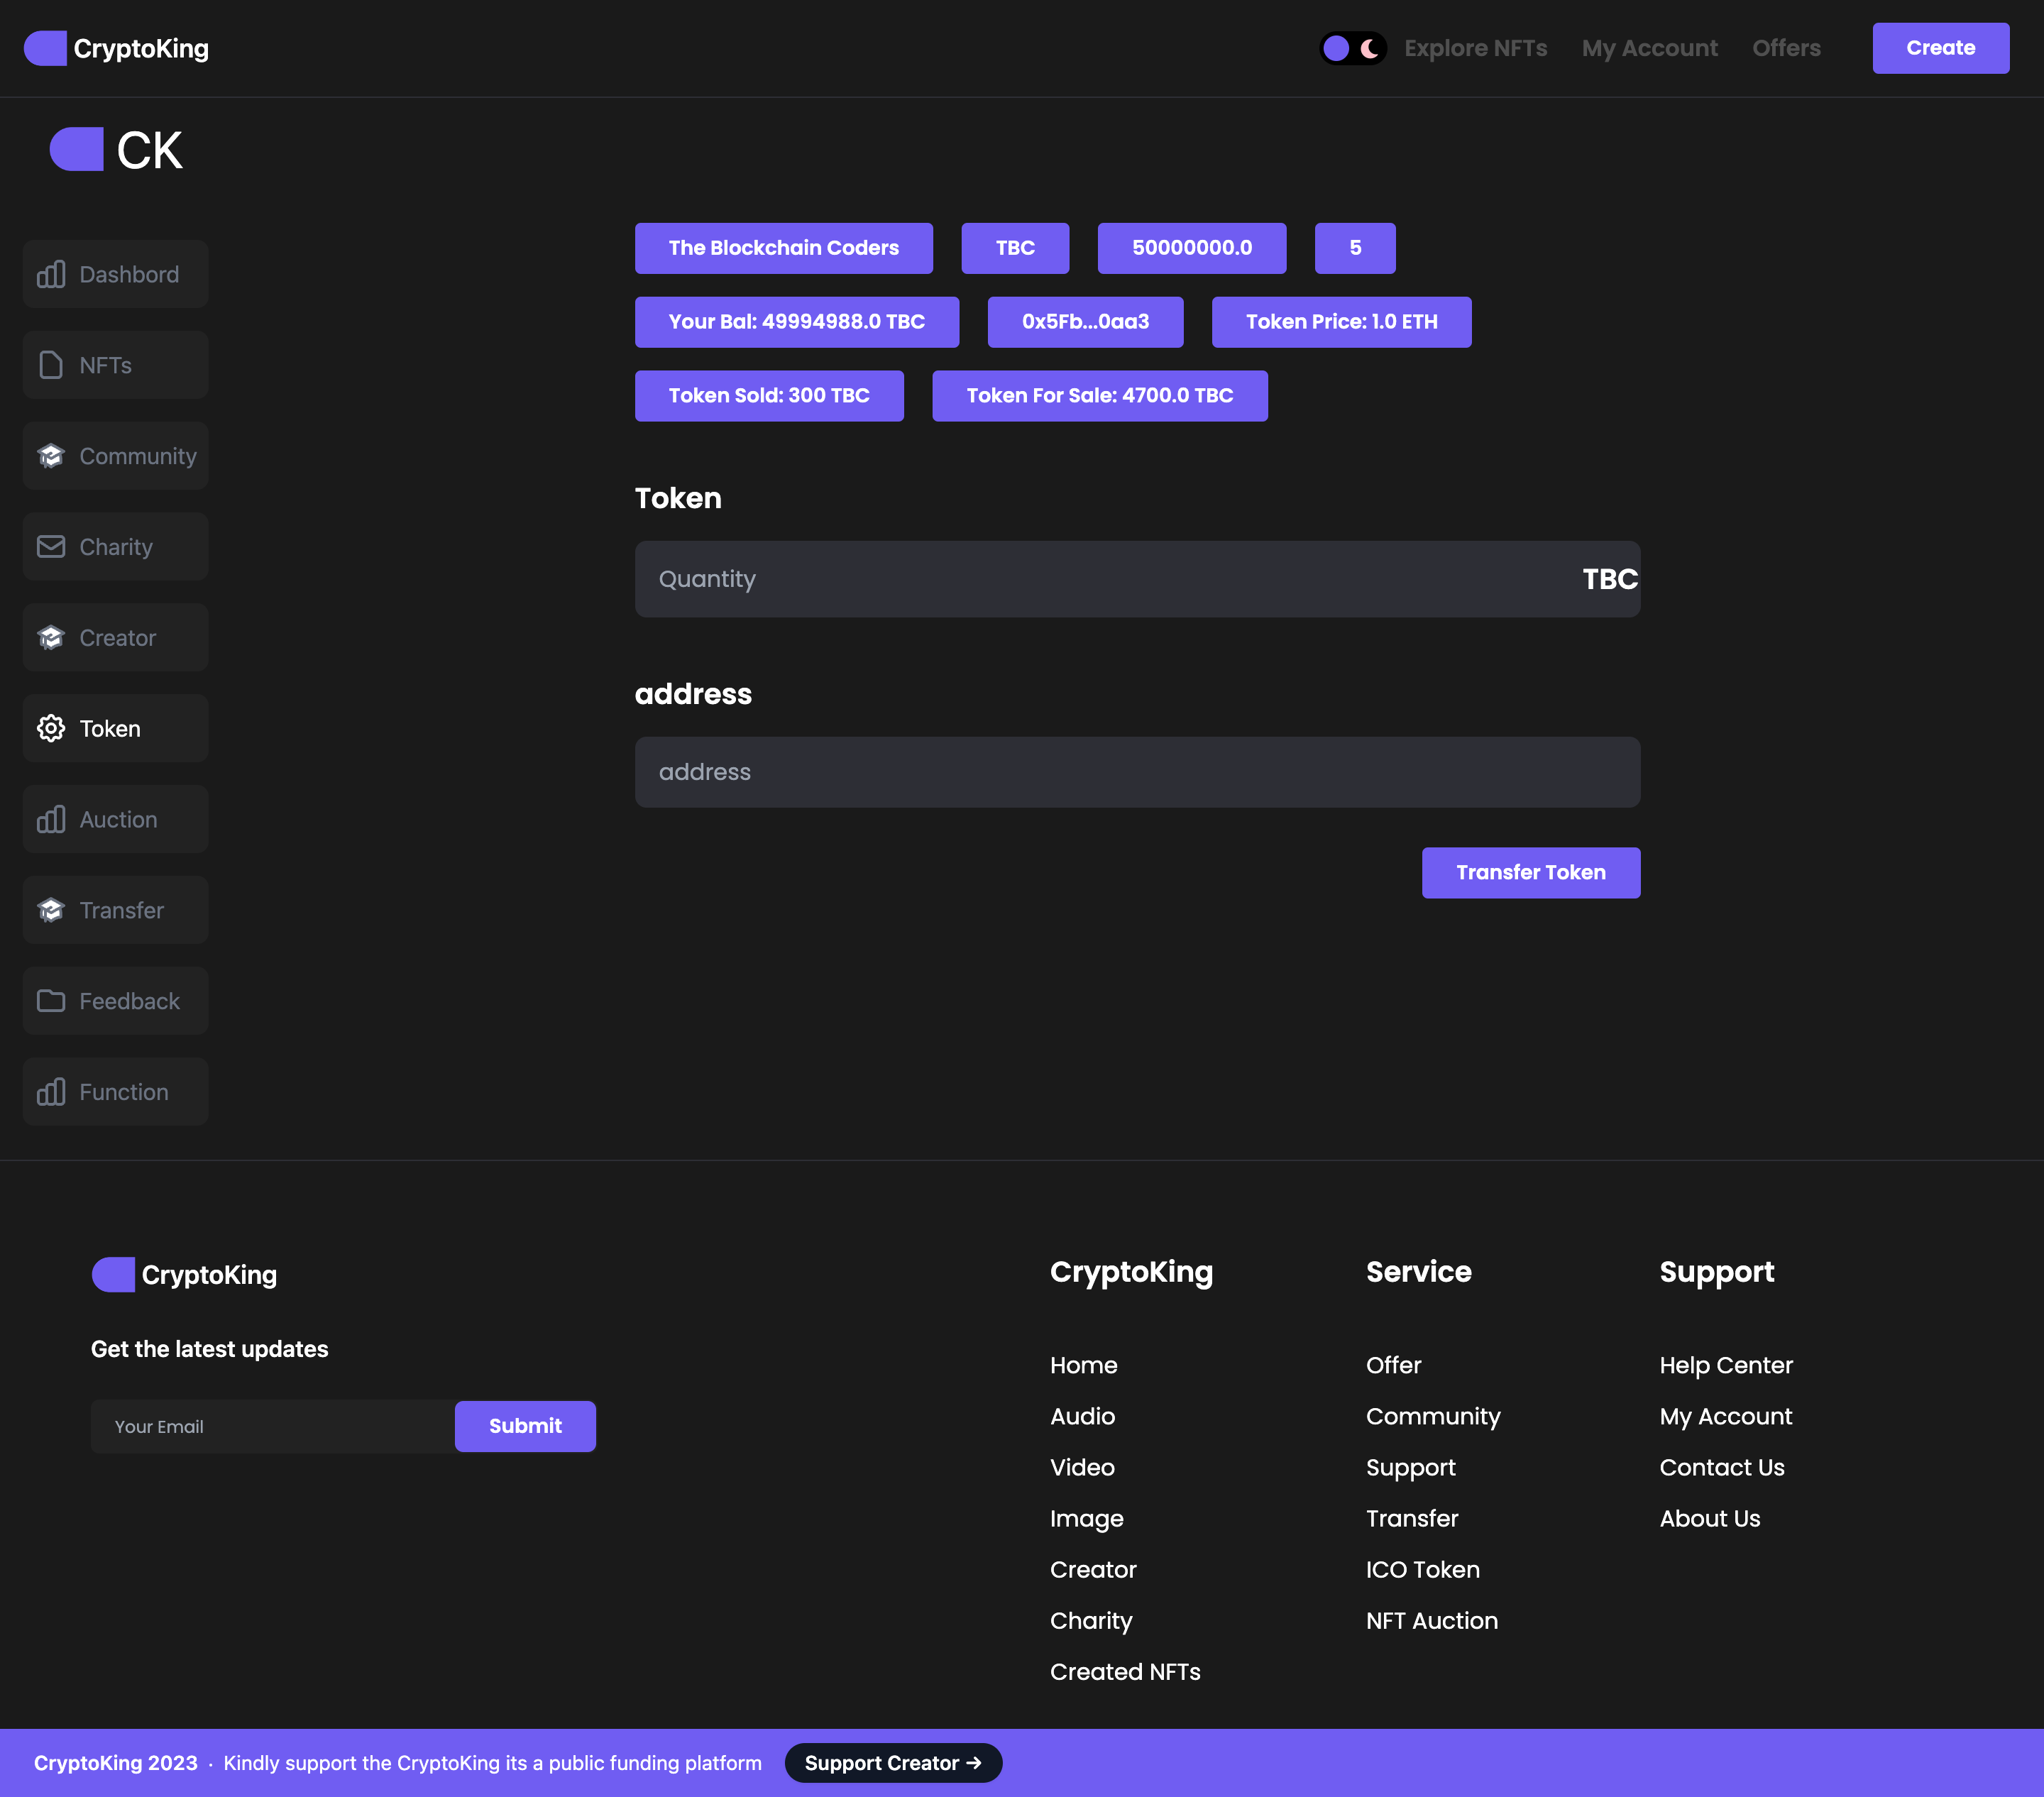 CryptoKing
Explore NFTs My Account Offers Create
CK
Dashbord
NFTs
Community
Charity
Creator
Token
Auction
Transfer
Feedback
Function
The Blockchain Coders TBC 50000000.0 5
Your Bal: 49994988.0 TBC 0x5Fb...0aa3 Token Price: 1.0 ETH
Token Sold: 300 TBC Token For Sale: 4700.0 TBC
Token
Quantity TBC
address
address
Transfer Token
CryptoKing
Get the latest updates
Your Email Submit
CryptoKing
Home
Audio
Video
Image
Creator
Charity
Created NFTs
Service
Offer
Community
Support
Transfer
ICO Token
NFT Auction
Support
Help Center
My Account
Contact Us
About Us
CryptoKing 2023 · Kindly support the CryptoKing its a public funding platform Support Creator →